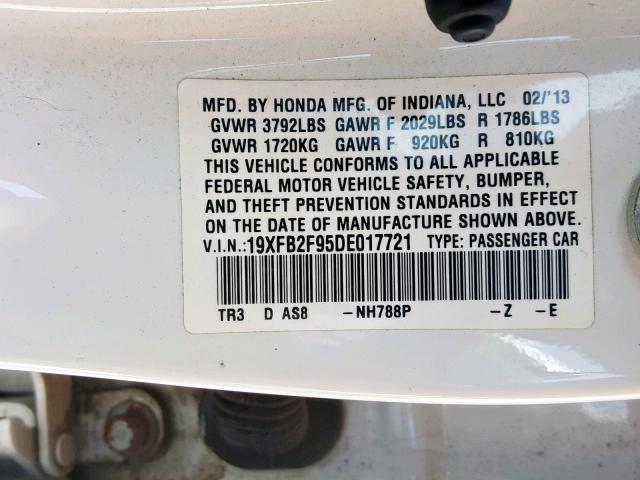 MFD. BY HONDA MFG. OF INDIANA, LLC 02/'13
GVWR 3792LBS GAWR F 2029LBS R 1786LBS
GVWR 1720KG GAWR F 920KG R 810KG
THIS VEHICLE CONFORMS TO ALL APPLICABLE
FEDERAL MOTOR VEHICLE SAFETY, BUMPER,
AND THEFT PREVENTION STANDARDS IN EFFECT
ON THE DATE OF MANUFACTURE SHOWN ABOVE.
V.I.N.:19XFB2F95DE017721 TYPE: PASSENGER CAR
TR3 D AS8 -NH788P -Z -E